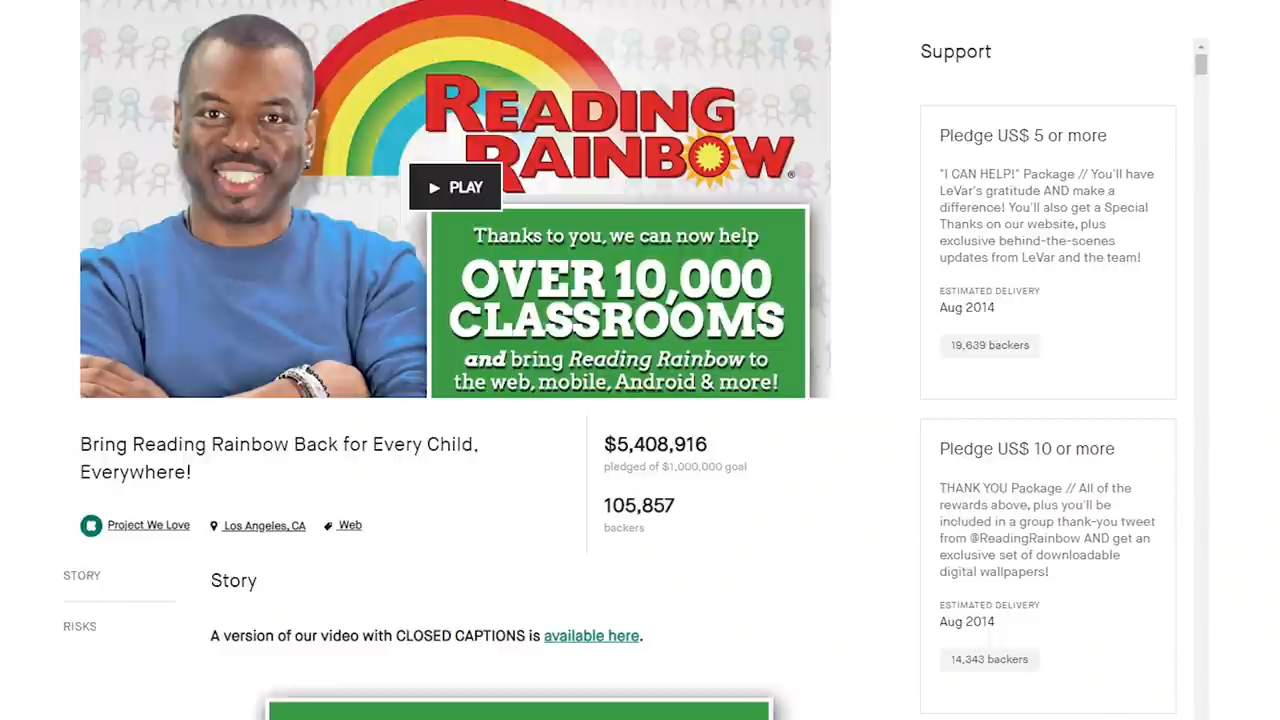 READING
RAINBOW
®
PLAY
Thanks to you, we can now help
OVER 10,000
CLASSROOMS
and bring Reading Rainbow to
the web, mobile, Android & more!
Bring Reading Rainbow Back for Every Child,
Everywhere!
Project We Love Los Angeles, CA Web
$5,408,916
pledged of $1,000,000 goal
105,857
backers
STORY
RISKS
Story
A version of our video with CLOSED CAPTIONS is available here.
Support
Pledge US$ 5 or more
"I CAN HELP!" Package // You'll have
LeVar's gratitude AND make a
difference! You'll also get a Special
Thanks on our website, plus
exclusive behind-the-scenes
updates from LeVar and the team!
ESTIMATED DELIVERY
Aug 2014
19,639 backers
Pledge US$ 10 or more
THANK YOU Package // All of the
rewards above, plus you'll be
included in a group thank-you tweet
from @ReadingRainbow AND get an
exclusive set of downloadable
digital wallpapers!
ESTIMATED DELIVERY
Aug 2014
14,343 backers